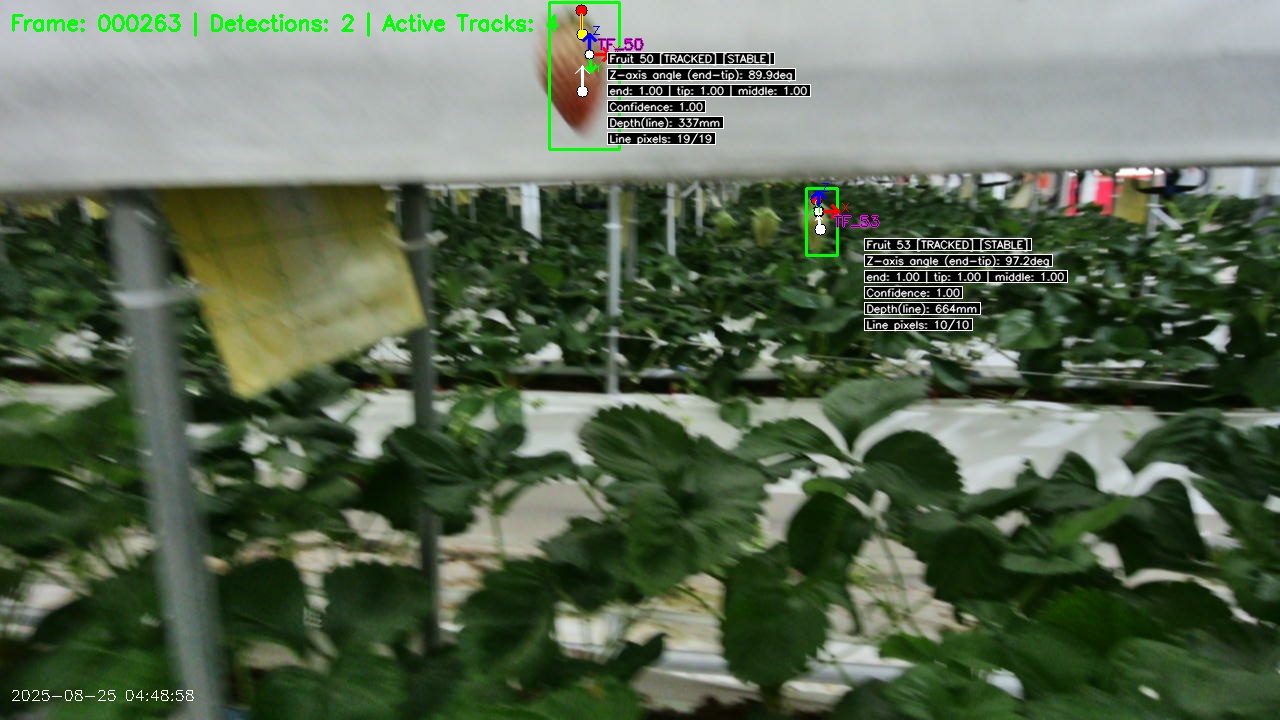 Frame: 000263 | Detections: 2 | Active Tracks: 4
Z
TF_50
Fruit 50 [TRACKED] [STABLE]
Z-axis angle (end-tip): 89.9deg
end: 1.00 | tip: 1.00 | middle: 1.00
Confidence: 1.00
Depth(line): 337mm
Line pixels: 19/19
X
TF_53
Fruit 53 [TRACKED] [STABLE]
Z-axis angle (end-tip): 97.2deg
end: 1.00 | tip: 1.00 | middle: 1.00
Confidence: 1.00
Depth(line): 664mm
Line pixels: 10/10
2025-08-25 04:48:58